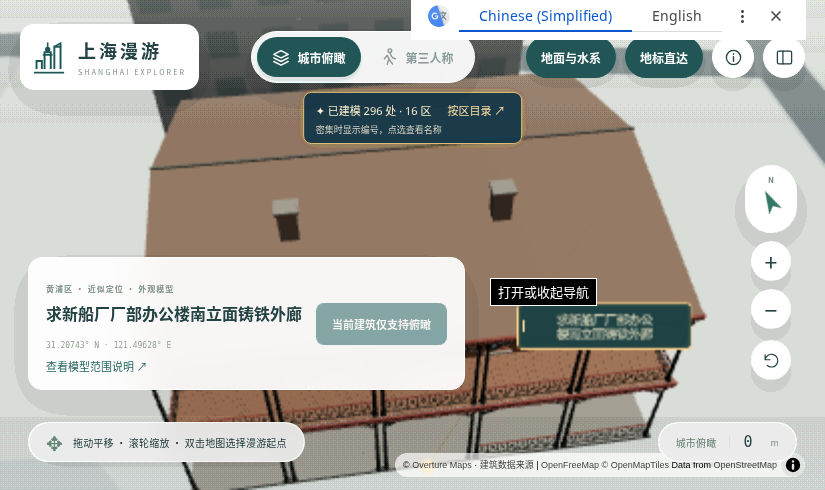 Chinese (Simplified)
English
上海漫游
SHANGHAI EXPLORER
城市俯瞰
第三人称
地面与水系
地标直达
✦ 已建模 296 处 · 16 区
按区目录 ↗
密集时显示编号，点选查看名称
N
黄浦区 • 近似定位 • 外观模型
求新船厂厂部办公楼南立面铸铁外廊
当前建筑仅支持俯瞰
31.20743° N · 121.49628° E
查看模型范围说明 ↗
打开或收起导航
求新船厂厂部办公
楼南立面铸铁外廊
拖动平移 • 滚轮缩放 • 双击地图选择漫游起点
城市俯瞰
0 m
© Overture Maps · 建筑数据来源 | OpenFreeMap © OpenMapTiles Data from OpenStreetMap